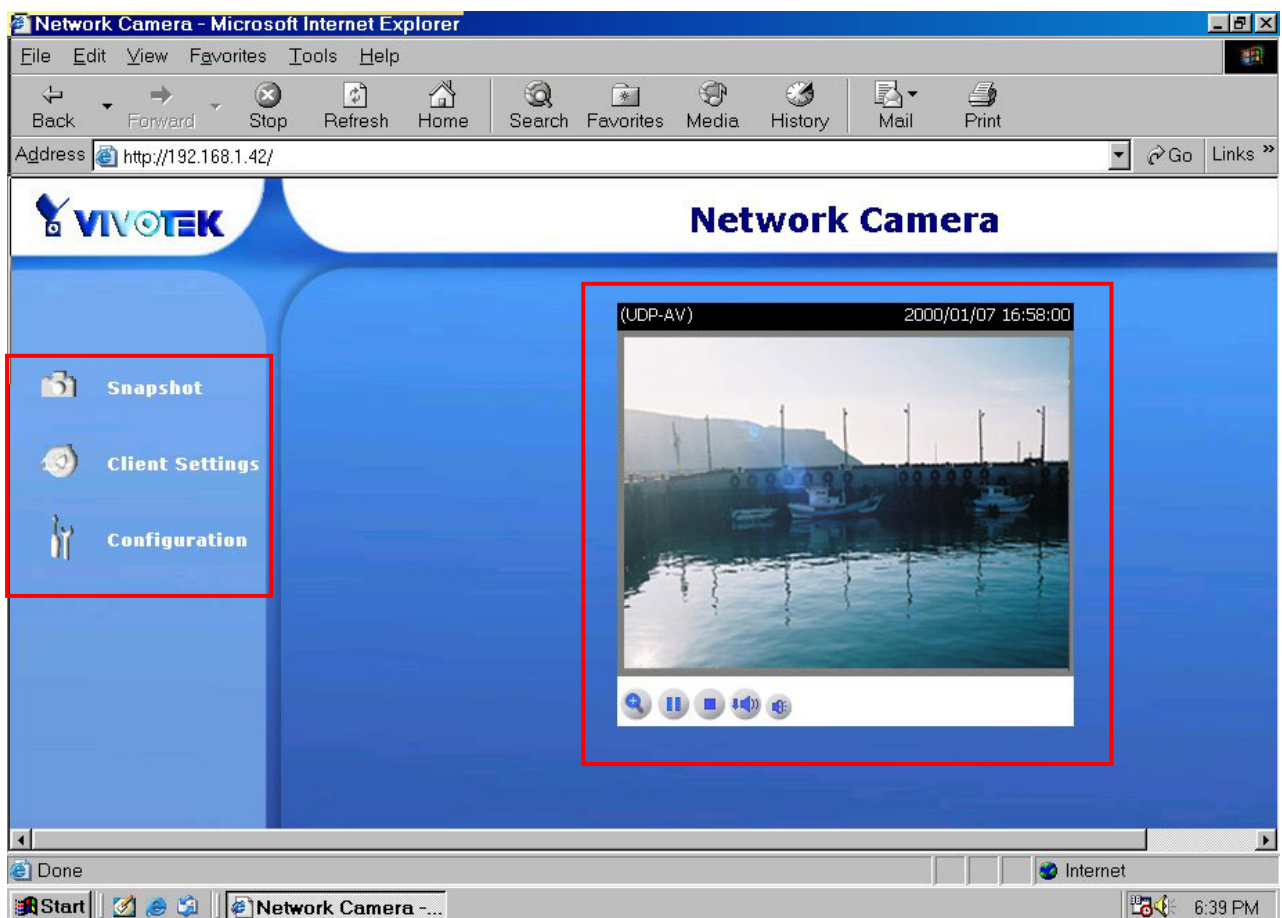 Network Camera - Microsoft Internet Explorer
File Edit View Favorites Tools Help
Back Forward Stop Refresh Home Search Favorites Media History Mail Print
Address http://192.168.1.42/ Go Links »
VIVOTEK Network Camera
(UDP-AV) 2000/01/07 16:58:00
Snapshot
Client Settings
Configuration
Done Internet
Start Network Camera -... 6:39 PM